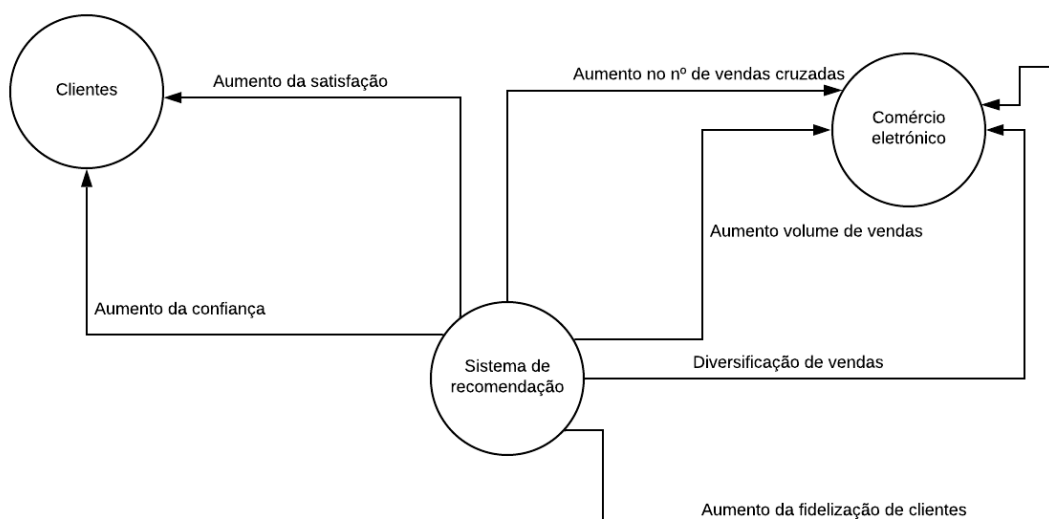 Clientes
Aumento da satisfação
Aumento no nº de vendas cruzadas
Comércio
eletrónico
Aumento volume de vendas
Aumento da confiança
Sistema de
recomendação
Diversificação de vendas
Aumento da fidelização de clientes